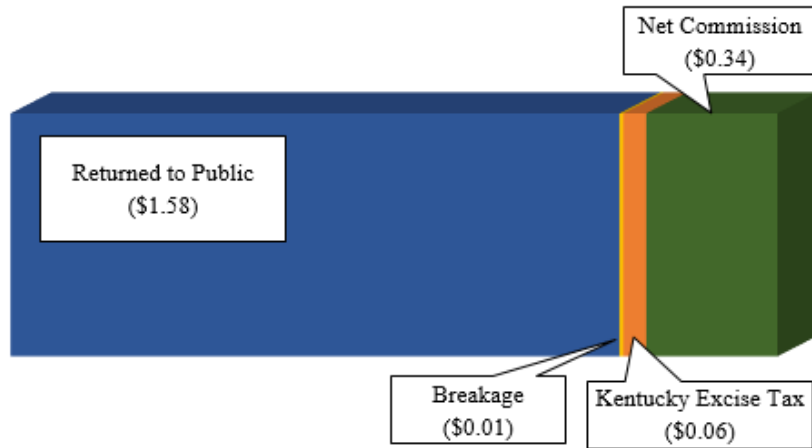 Net Commission
($0.34)
Returned to Public
($1.58)
Breakage
($0.01)
Kentucky Excise Tax
($0.06)